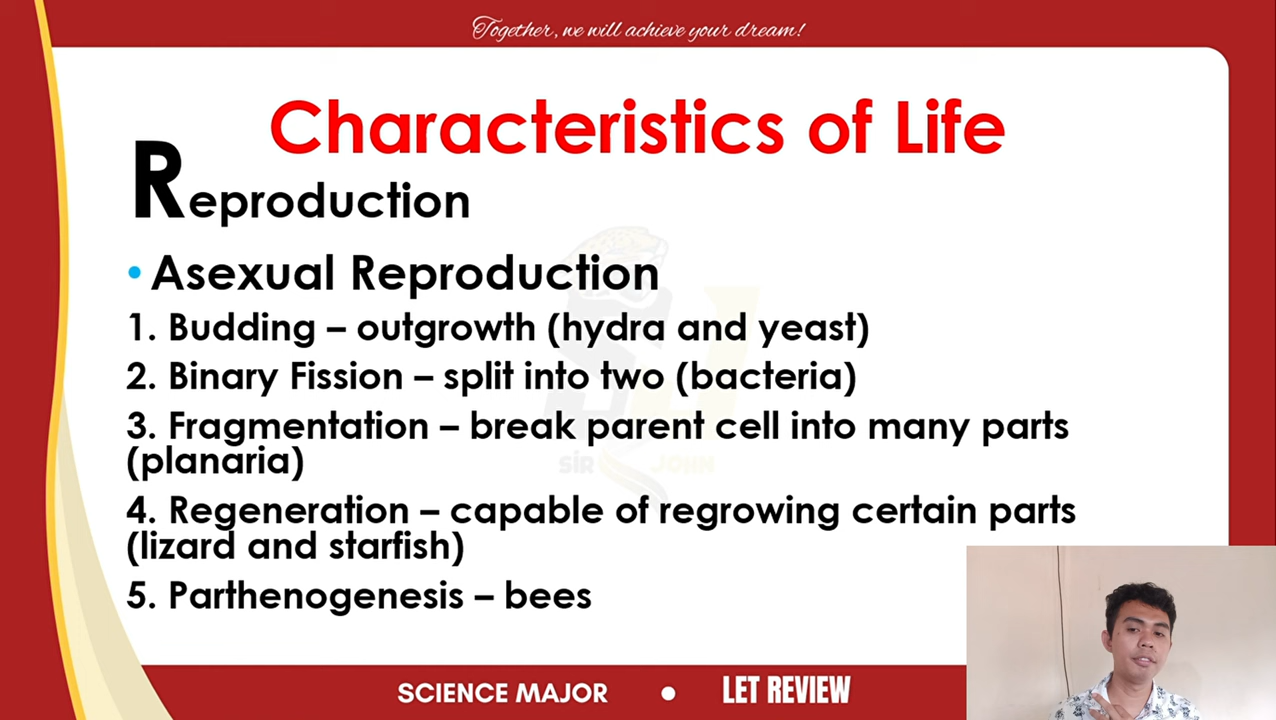 Together, we will achieve your dream!
Characteristics of Life
Reproduction
• Asexual Reproduction
1. Budding – outgrowth (hydra and yeast)
2. Binary Fission – split into two (bacteria)
3. Fragmentation – break parent cell into many parts
(planaria)
4. Regeneration – capable of regrowing certain parts
(lizard and starfish)
5. Parthenogenesis – bees
SIR JOHN
SCIENCE MAJOR • LET REVIEW